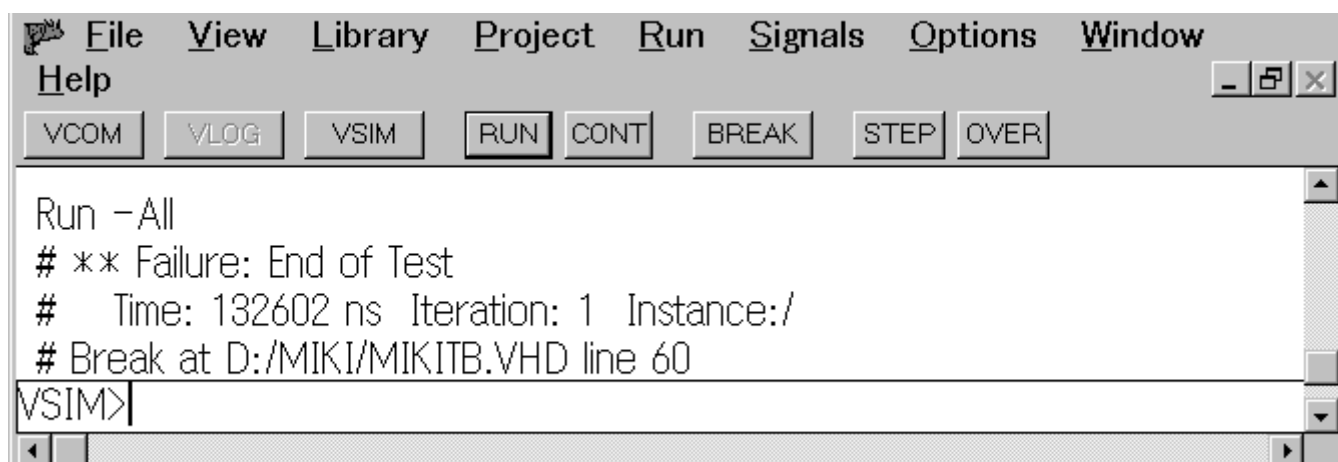 File View Library Project Run Signals Options Window
Help
VCOM VLOG VSIM RUN CONT BREAK STEP OVER
Run -All
# ** Failure: End of Test
# Time: 132602 ns Iteration: 1 Instance:/
# Break at D:/MIKI/MIKITB.VHD line 60
VSIM>